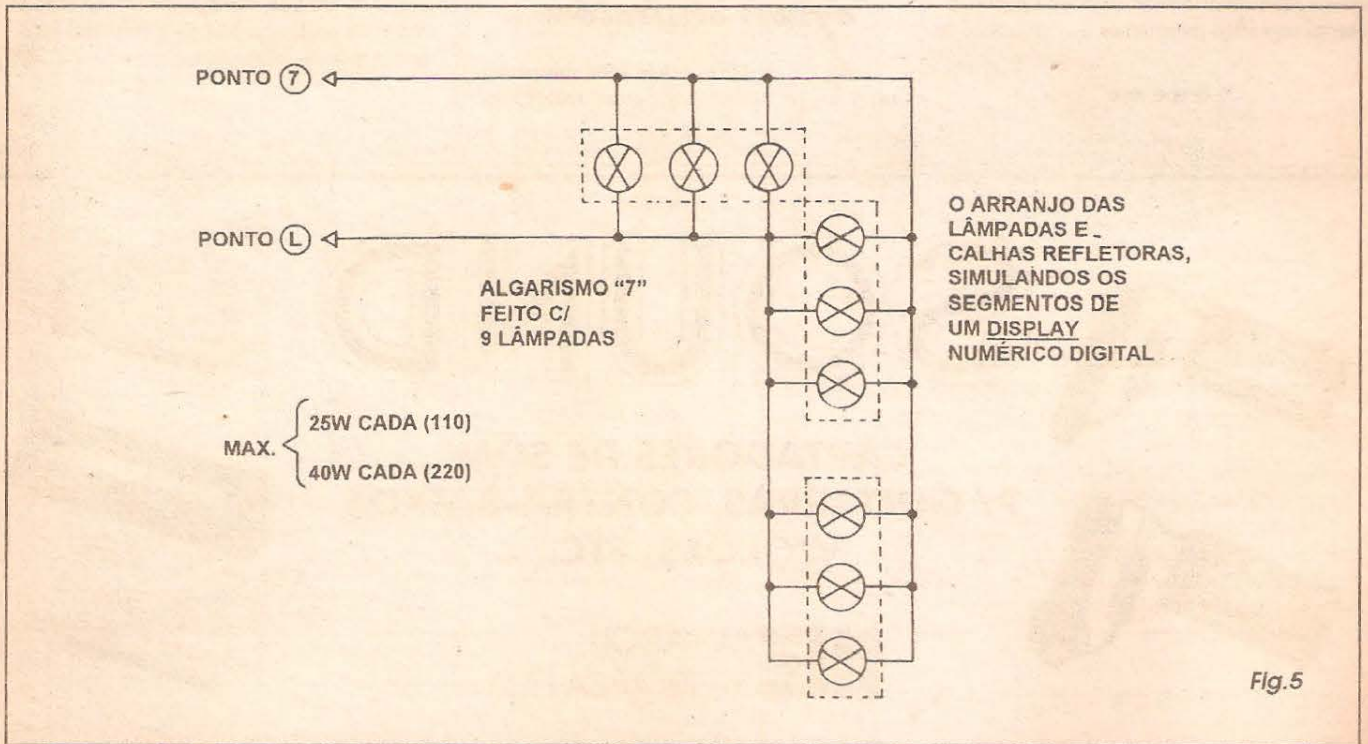 PONTO 7
PONTO L
ALGARISMO “7”
FEITO C/
9 LÂMPADAS
MAX.
25W CADA (110)
40W CADA (220)
O ARRANJO DAS
LÂMPADAS E
CALHAS REFLETORAS,
SIMULANDOS OS
SEGMENTOS DE
UM DISPLAY
NUMÉRICO DIGITAL
Fig.5